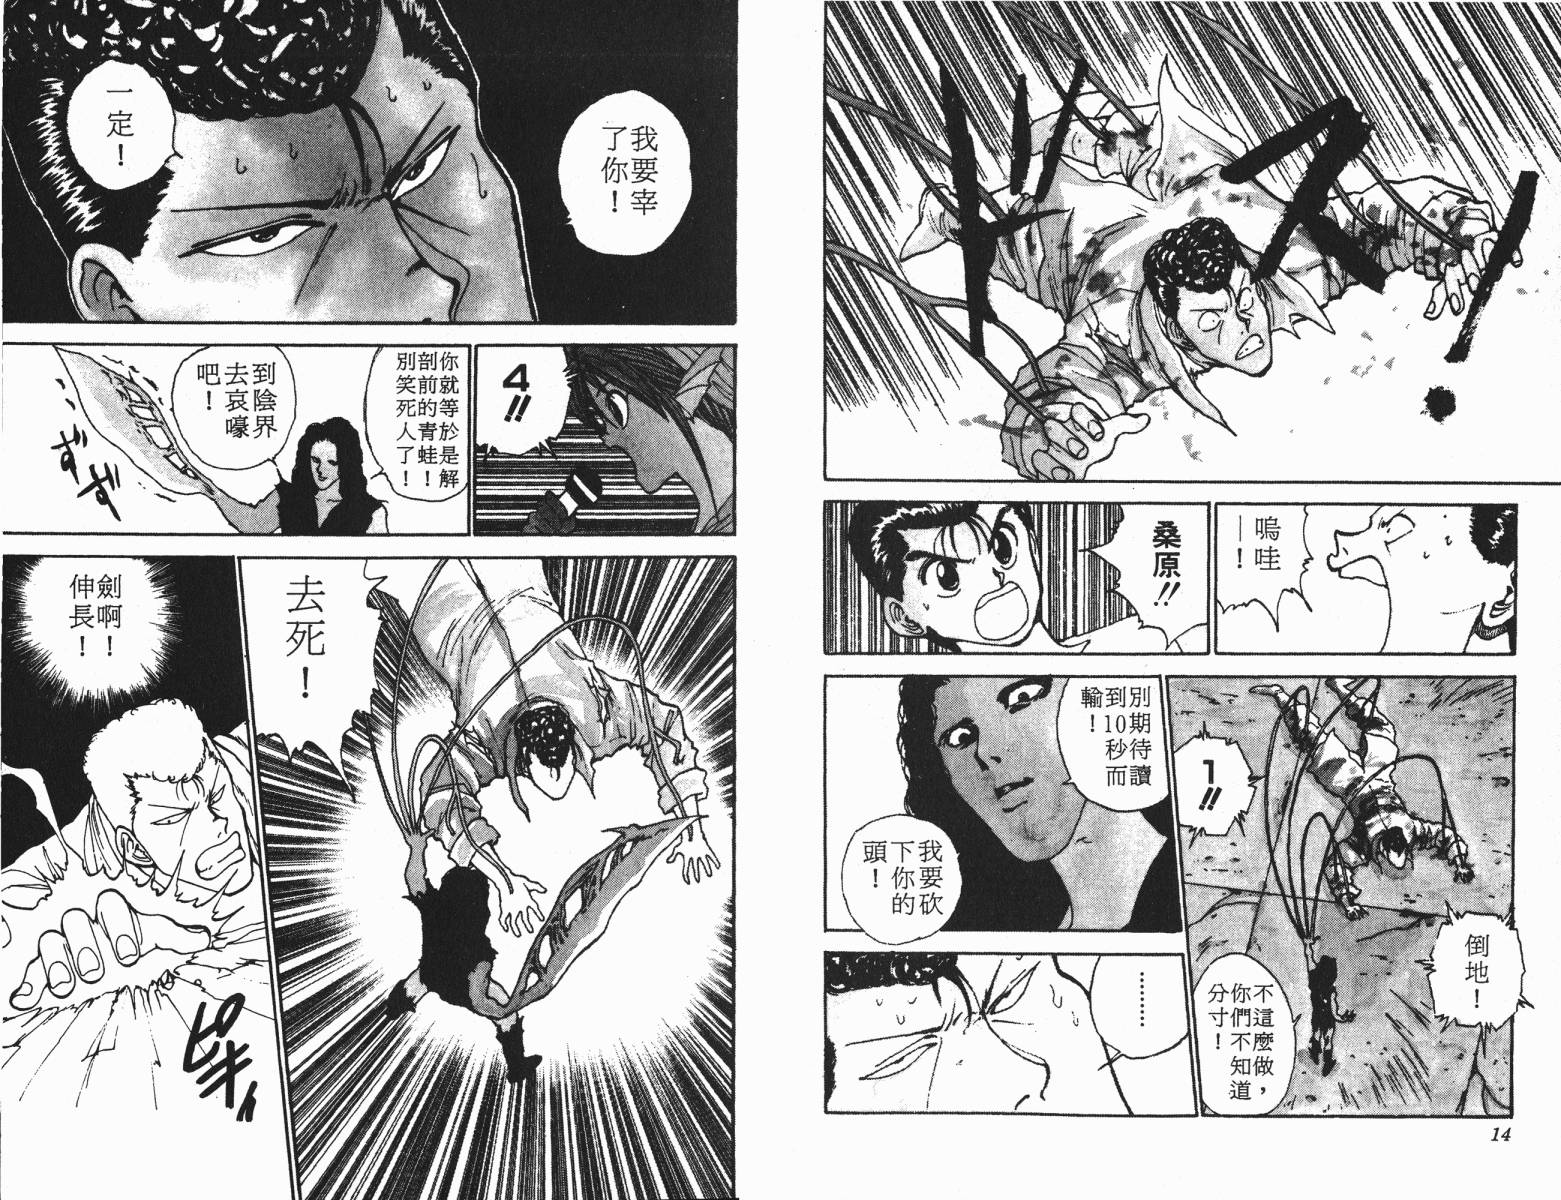 ドスッ!
嗚哇
ー!
桑原!!
倒地!
1!!
不這麼做，
你們不知道
分寸!
別期待讀
到10秒而
輸!
我要砍
下你的
頭!
………
14
我要宰
了你!
一定!
4!!
你就等於是解
剖前的青蛙!
別笑死人了!
到陰界
去哀嚎
吧!
ずず
去死!
劍啊!
伸長!
ピキィ